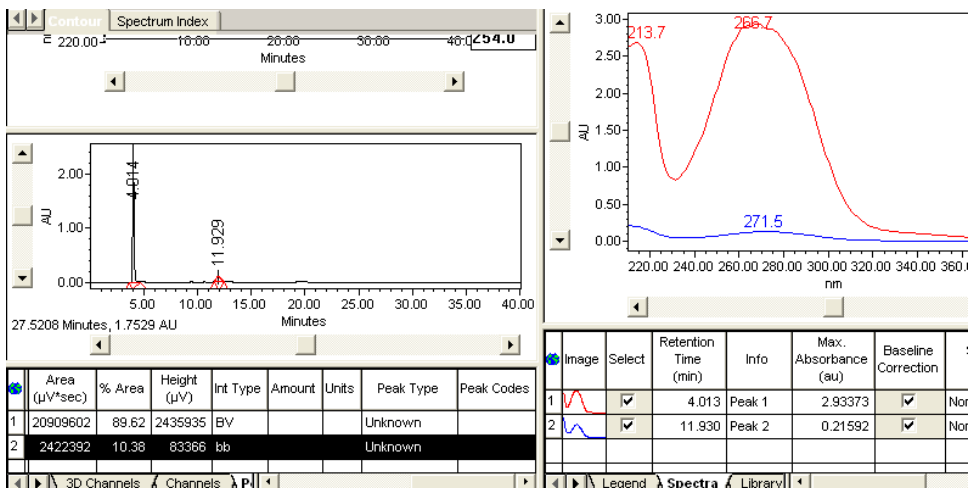 Contour Spectrum Index
220.00 10:00 20:00 30:00 40:0 254.0
Minutes
AU
2.00
1.00
0.00
4.014
11.929
5.00 10.00 15.00 20.00 25.00 30.00 35.00 40.00
27.5208 Minutes, 1.7529 AU Minutes
Area (µV*sec) % Area Height (µV) Int Type Amount Units Peak Type Peak Codes
1 20909602 89.62 2435935 BV Unknown
2 2422392 10.38 83366 bb Unknown
3D Channels Channels
AU
3.00
2.50
2.00
1.50
1.00
0.50
0.00
213.7 266.7
271.5
220.00 240.00 260.00 280.00 300.00 320.00 340.00 360.0
nm
Image Select Retention Time (min) Info Max. Absorbance (au) Baseline Correction
1 4.013 Peak 1 2.93373 Nor
2 11.930 Peak 2 0.21592 Nor
Legend Spectra Library